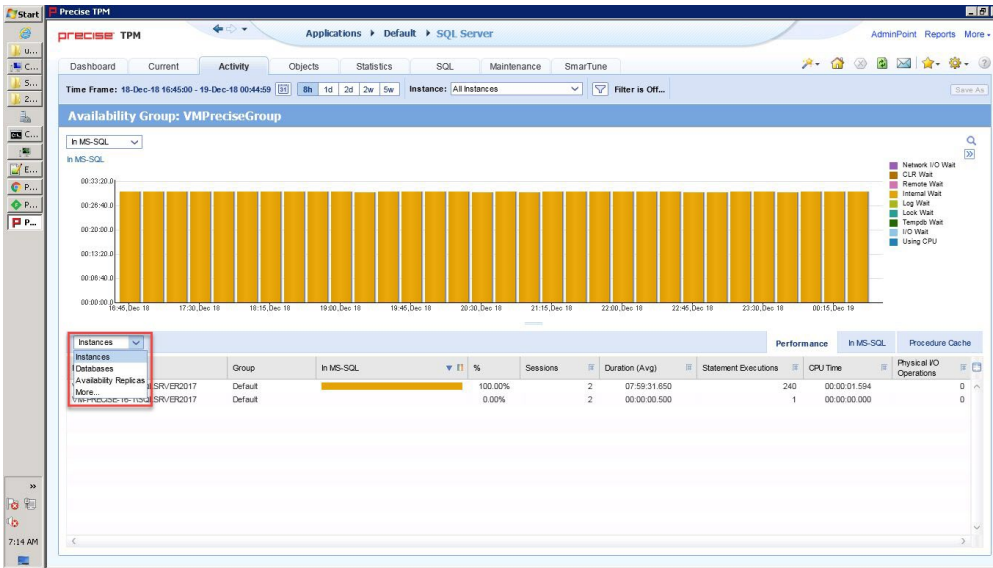 Start
Precise TPM
precise TPM
Applications Default SQL Server
AdminPoint Reports More
Dashboard Current Activity Objects Statistics SQL Maintenance SmarTune
Time Frame: 18-Dec-18 16:45:00 - 19-Dec-18 00:44:59 31 8h 1d 2d 2w 5w Instance: All Instances Filter is Off... Save As
Availability Group: VMPreciseGroup
In MS-SQL
In MS-SQL
00:33:20.0
00:26:40.0
00:20:00.0
00:13:20.0
00:06:40.0
00:00:00.0
16:45,Dec 18 17:30,Dec 18 18:15,Dec 18 19:00,Dec 18 19:45,Dec 18 20:30,Dec 18 21:15,Dec 18 22:00,Dec 18 22:45,Dec 18 23:30,Dec 18 00:15,Dec 19
Network I/O Wait
CLR Wait
Remote Wait
Internal Wait
Log Wait
Lock Wait
Tempdb Wait
I/O Wait
Using CPU
Instances
Instances
Databases
Availability Replicas
More...
Performance In MS-SQL Procedure Cache
Group In MS-SQL % Sessions Duration (Avg) Statement Executions CPU Time Physical I/O Operations
Default 100.00% 2 07:59:31.650 240 00:00:01.594 0
Default 0.00% 2 00:00:00.500 1 00:00:00.000 0
u...
C...
S...
2...
C...
E...
P...
P...
P...
7:14 AM